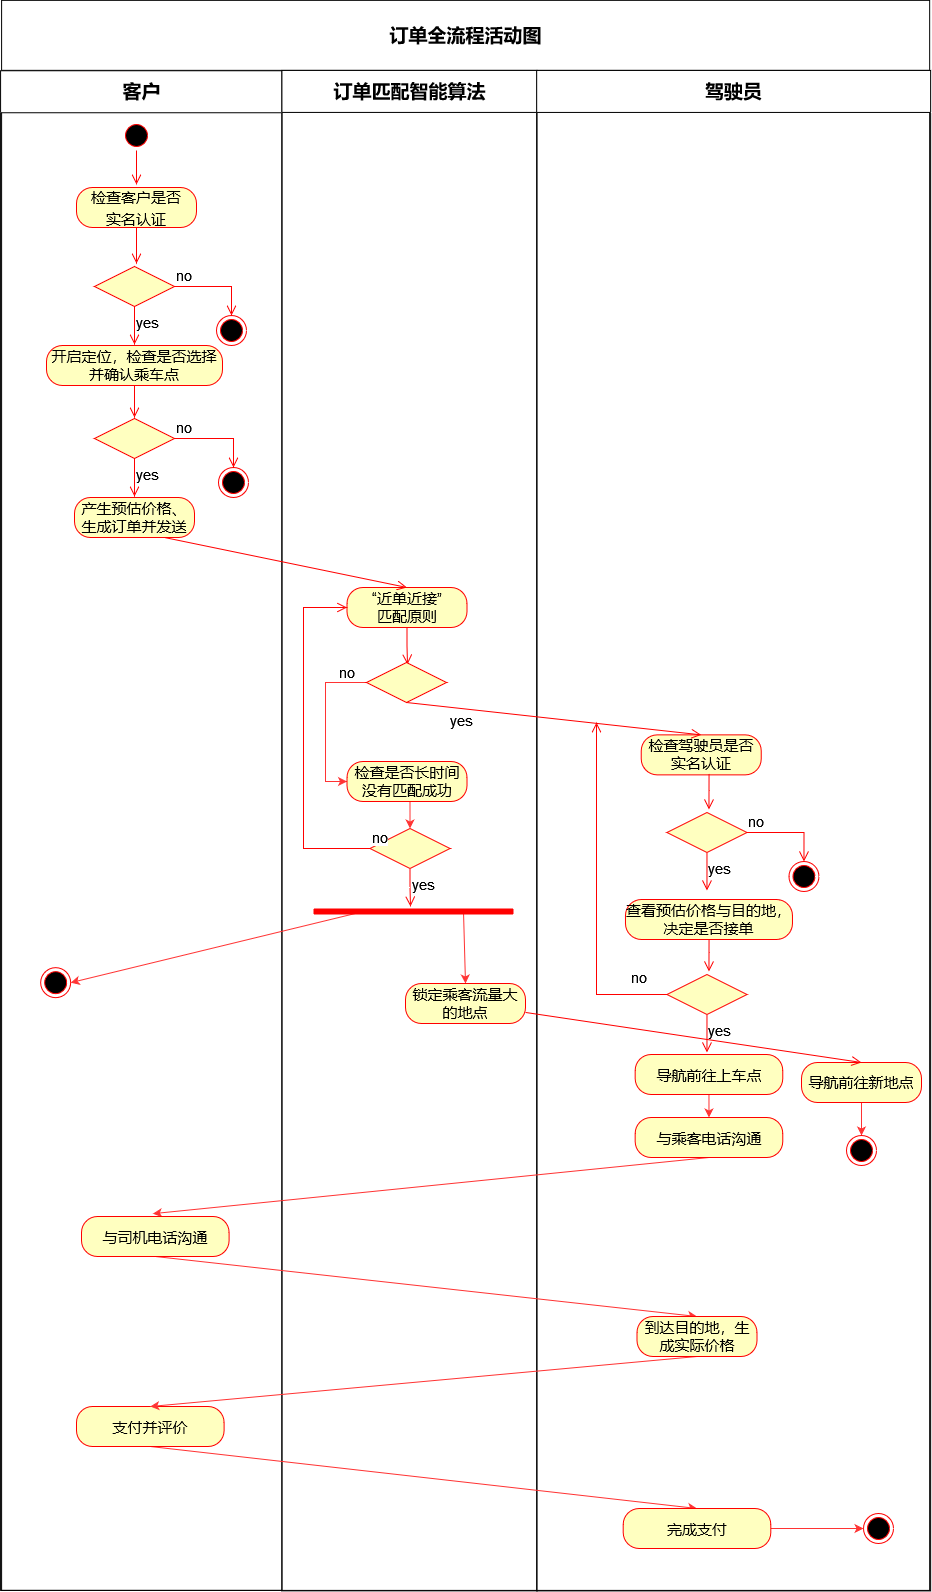 订单全流程活动图
客户
订单匹配智能算法
驾驶员
检查客户是否
实名认证
no
yes
开启定位，检查是否选择
并确认乘车点
no
yes
产生预估价格、
生成订单并发送
“近单近接”
匹配原则
no
yes
检查驾驶员是否
实名认证
检查是否长时间
没有匹配成功
no
no
yes
yes
查看预估价格与目的地，
决定是否接单
no
锁定乘客流量大
的地点
yes
导航前往上车点
导航前往新地点
与乘客电话沟通
与司机电话沟通
到达目的地，生
成实际价格
支付并评价
完成支付